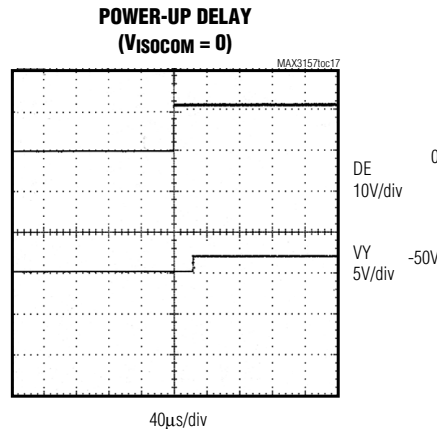 POWER-UP DELAY
(VISOCOM = 0)
MAX3157toc17
DE
10V/div
0
VY
5V/div
-50V
40μs/div